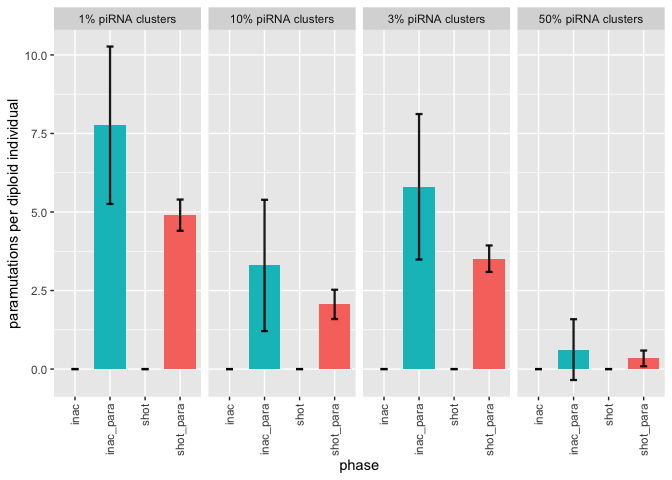 1% piRNA clusters 10% piRNA clusters 3% piRNA clusters 50% piRNA clusters
paramutations per diploid individual
10.0
7.5
5.0
2.5
0.0
inac inac_para shot shot_para inac inac_para shot shot_para inac inac_para shot shot_para inac inac_para shot shot_para
phase